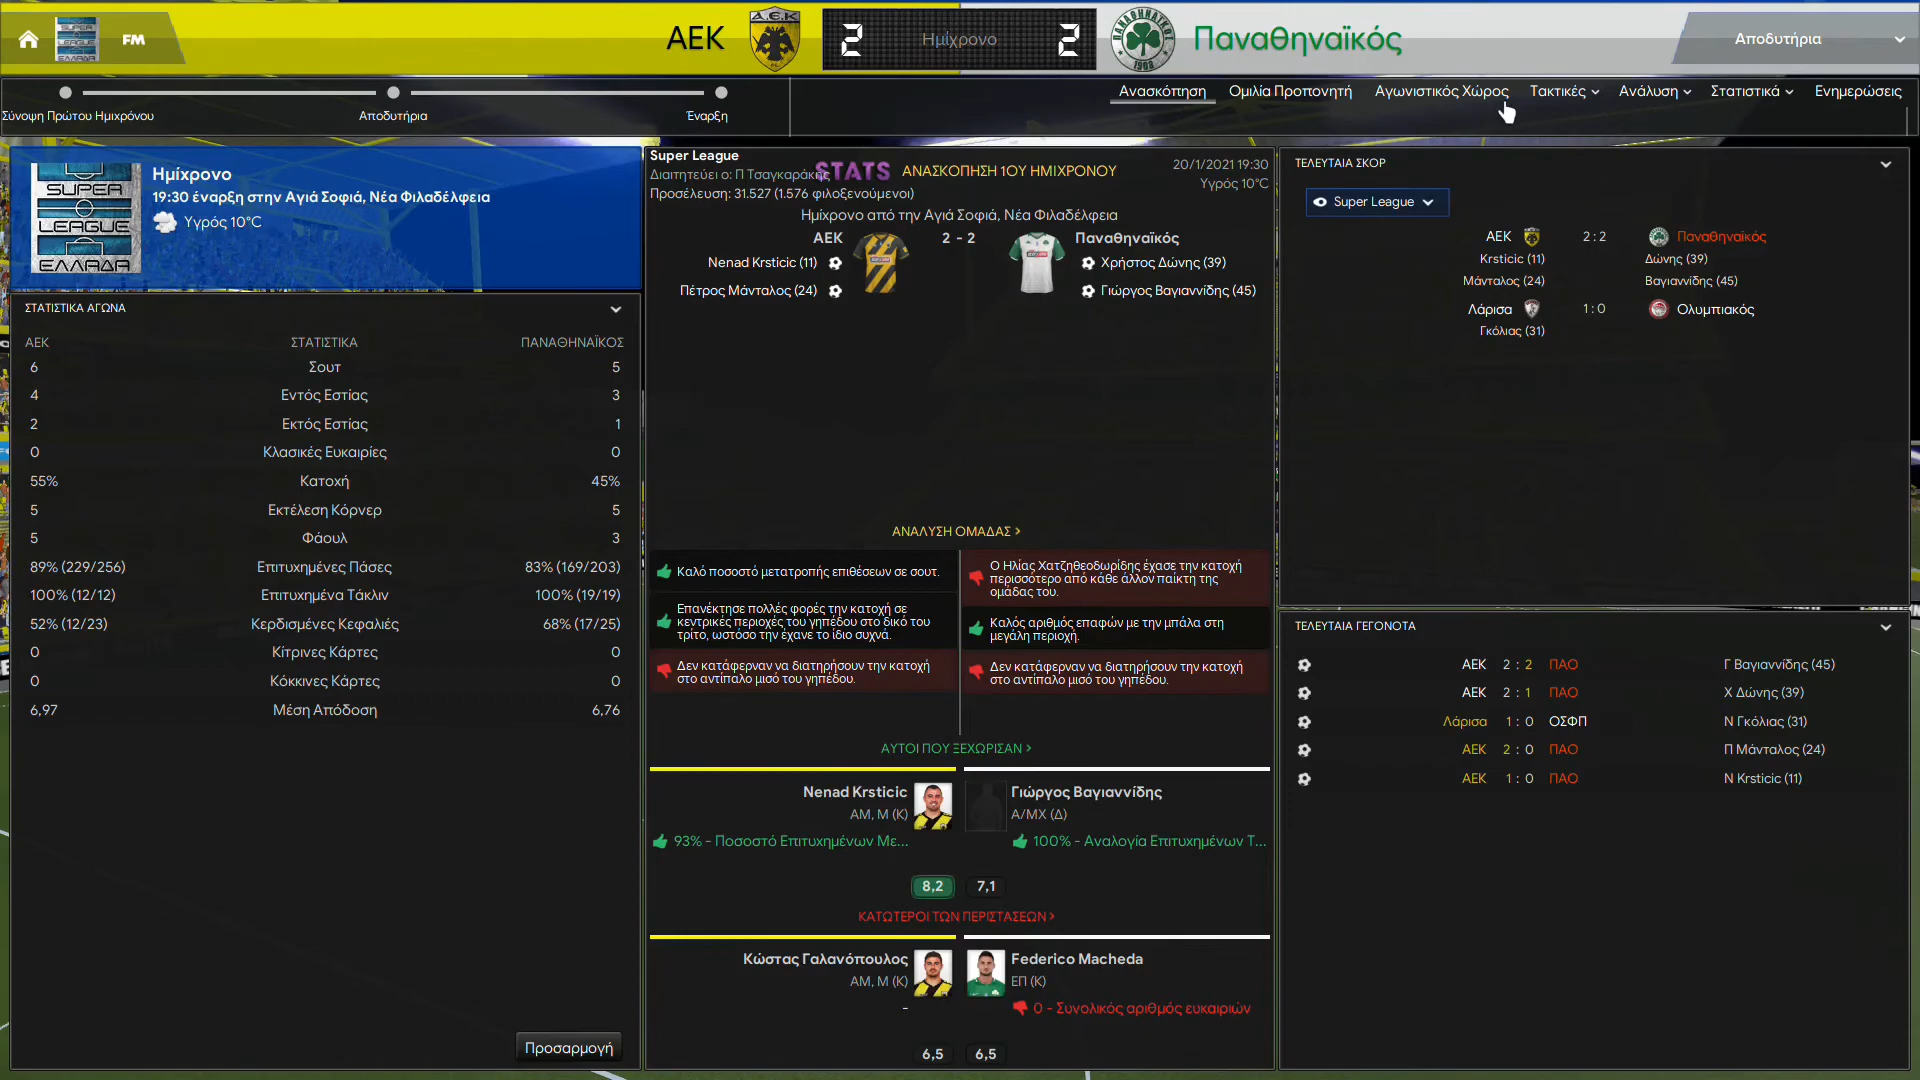 FM
ΑΕΚ
2
Ημίχρονο
2
Παναθηναϊκός
Αποδυτήρια
Σύνοψη Πρώτου Ημιχρόνου
Αποδυτήρια
Έναρξη
Ανασκόπηση
Ομιλία Προπονητή
Αγωνιστικός Χώρος
Τακτικές
Ανάλυση
Στατιστικά
Ενημερώσεις
SUPER
LEAGUE
ΕΛΛΑΔΑ
Ημίχρονο
19:30 έναρξη στην Αγιά Σοφιά, Νέα Φιλαδέλφεια
Υγρός 10°C
ΣΤΑΤΙΣΤΙΚΑ ΑΓΩΝΑ
ΑΕΚ ΣΤΑΤΙΣΤΙΚΑ ΠΑΝΑΘΗΝΑΪΚΟΣ
6 Σουτ 5
4 Εντός Εστίας 3
2 Εκτός Εστίας 1
0 Κλασικές Ευκαιρίες 0
55% Κατοχή 45%
5 Εκτέλεση Κόρνερ 5
5 Φάουλ 3
89% (229/256) Επιτυχημένες Πάσες 83% (169/203)
100% (12/12) Επιτυχημένα Τάκλιν 100% (19/19)
52% (12/23) Κερδισμένες Κεφαλιές 68% (17/25)
0 Κίτρινες Κάρτες 0
0 Κόκκινες Κάρτες 0
6,97 Μέση Απόδοση 6,76
Προσαρμογή
Super League
Διαιτητεύει ο: Π Τσαγκαράκης
Προσέλευση: 31.527 (1.576 φιλοξενούμενοι)
STATS ΑΝΑΣΚΟΠΗΣΗ 1ΟΥ ΗΜΙΧΡΟΝΟΥ
20/1/2021 19:30
Υγρός 10°C
Ημίχρονο από την Αγιά Σοφιά, Νέα Φιλαδέλφεια
ΑΕΚ 2 - 2 Παναθηναϊκός
Nenad Krsticic (11) Χρήστος Δώνης (39)
Πέτρος Μάνταλος (24) Γιώργος Βαγιαννίδης (45)
ΑΝΑΛΥΣΗ ΟΜΑΔΑΣ >
Καλό ποσοστό μετατροπής επιθέσεων σε σουτ.
Επανέκτησε πολλές φορές την κατοχή σε
κεντρικές περιοχές του γηπέδου στο δικό του
τρίτο, ωστόσο την έχανε το ίδιο συχνά.
Δεν κατάφερναν να διατηρήσουν την κατοχή
στο αντίπαλο μισό του γηπέδου.
Ο Ηλίας Χατζηθεοδωρίδης έχασε την κατοχή
περισσότερο από κάθε άλλον παίκτη της
ομάδας του.
Καλός αριθμός επαφών με την μπάλα στη
μεγάλη περιοχή.
Δεν κατάφερναν να διατηρήσουν την κατοχή
στο αντίπαλο μισό του γηπέδου.
ΑΥΤΟΙ ΠΟΥ ΞΕΧΩΡΙΣΑΝ >
Nenad Krsticic
ΑΜ, Μ (Κ)
93% - Ποσοστό Επιτυχημένων Με...
8,2
Γιώργος Βαγιαννίδης
Α/ΜΧ (Δ)
100% - Αναλογία Επιτυχημένων Τ...
7,1
ΚΑΤΩΤΕΡΟΙ ΤΩΝ ΠΕΡΙΣΤΑΣΕΩΝ >
Κώστας Γαλανόπουλος
ΑΜ, Μ (Κ)
-
6,5
Federico Macheda
ΕΠ (Κ)
0 - Συνολικός αριθμός ευκαιριών
6,5
ΤΕΛΕΥΤΑΙΑ ΣΚΟΡ
Super League
ΑΕΚ 2 : 2 Παναθηναϊκός
Krsticic (11) Δώνης (39)
Μάνταλος (24) Βαγιαννίδης (45)
Λάρισα 1 : 0 Ολυμπιακός
Γκόλιας (31)
ΤΕΛΕΥΤΑΙΑ ΓΕΓΟΝΟΤΑ
ΑΕΚ 2 : 2 ΠΑΟ Γ Βαγιαννίδης (45)
ΑΕΚ 2 : 1 ΠΑΟ Χ Δώνης (39)
Λάρισα 1 : 0 ΟΣΦΠ Ν Γκόλιας (31)
ΑΕΚ 2 : 0 ΠΑΟ Π Μάνταλος (24)
ΑΕΚ 1 : 0 ΠΑΟ N Krsticic (11)